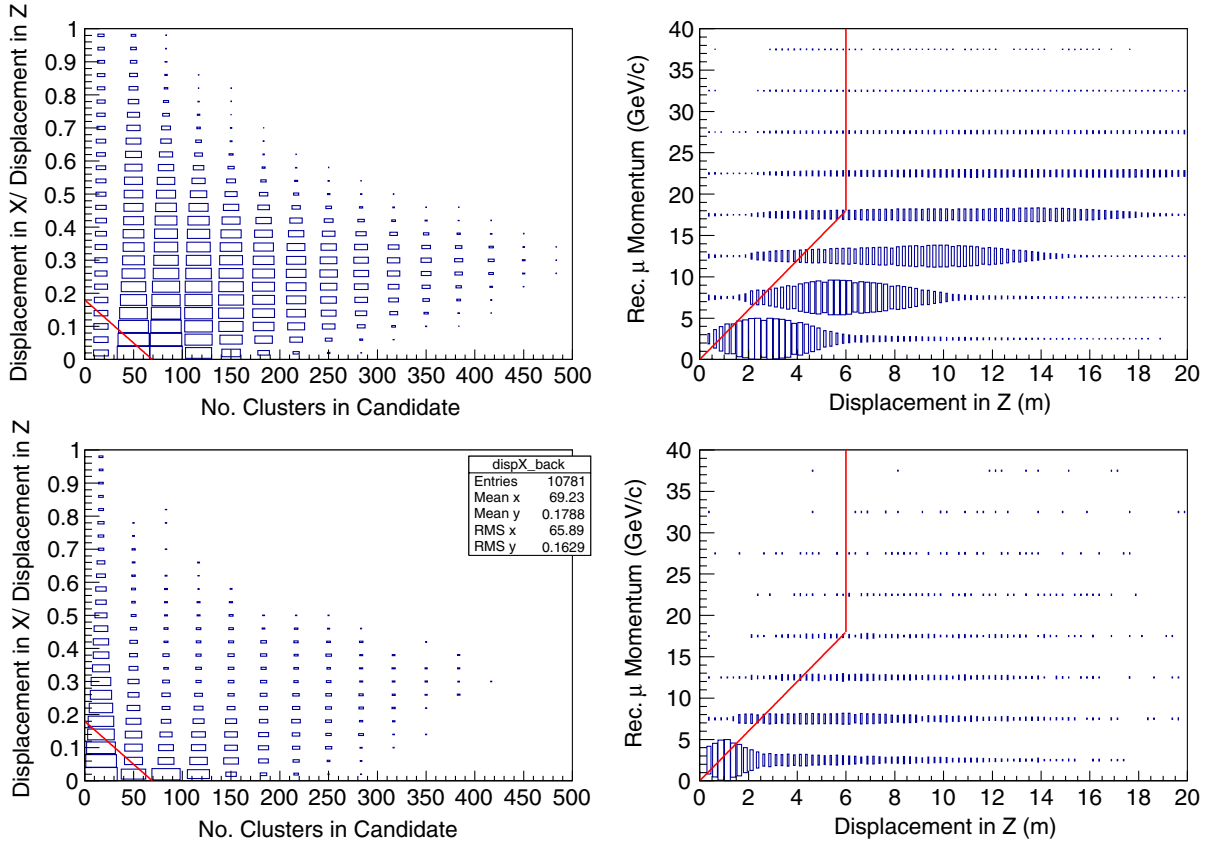 Displacement in X/ Displacement in Z
1
0.9
0.8
0.7
0.6
0.5
0.4
0.3
0.2
0.1
0
0 50 100 150 200 250 300 350 400 450 500
No. Clusters in Candidate
Rec. μ Momentum (GeV/c)
40
35
30
25
20
15
10
5
0
0 2 4 6 8 10 12 14 16 18 20
Displacement in Z (m)
Displacement in X/ Displacement in Z
1
0.9
0.8
0.7
0.6
0.5
0.4
0.3
0.2
0.1
0
0 50 100 150 200 250 300 350 400 450 500
No. Clusters in Candidate
dispX_back
Entries 10781
Mean x 69.23
Mean y 0.1788
RMS x 65.89
RMS y 0.1629
Rec. μ Momentum (GeV/c)
40
35
30
25
20
15
10
5
0
0 2 4 6 8 10 12 14 16 18 20
Displacement in Z (m)